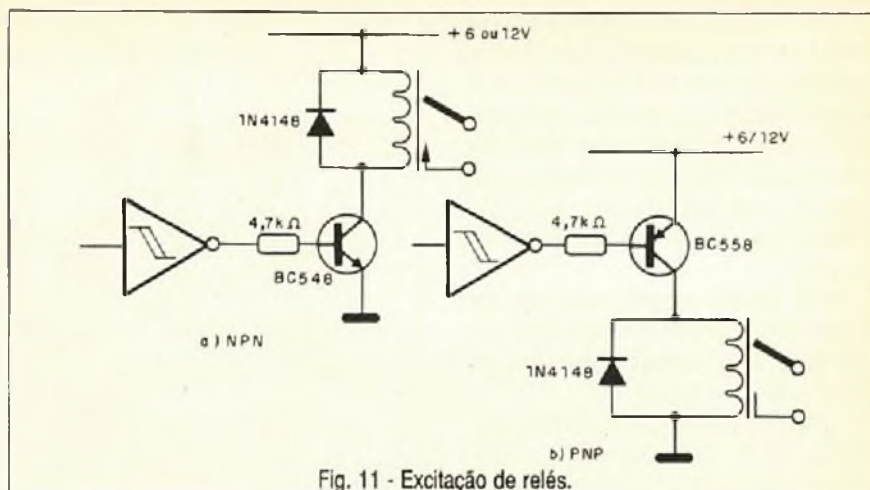 +6 ou 12V
1N4148
4,7kΩ
BC548
a) NPN
+6/12V
4,7kΩ
BC558
1N4148
b) PNP
Fig. 11 - Excitação de relés.